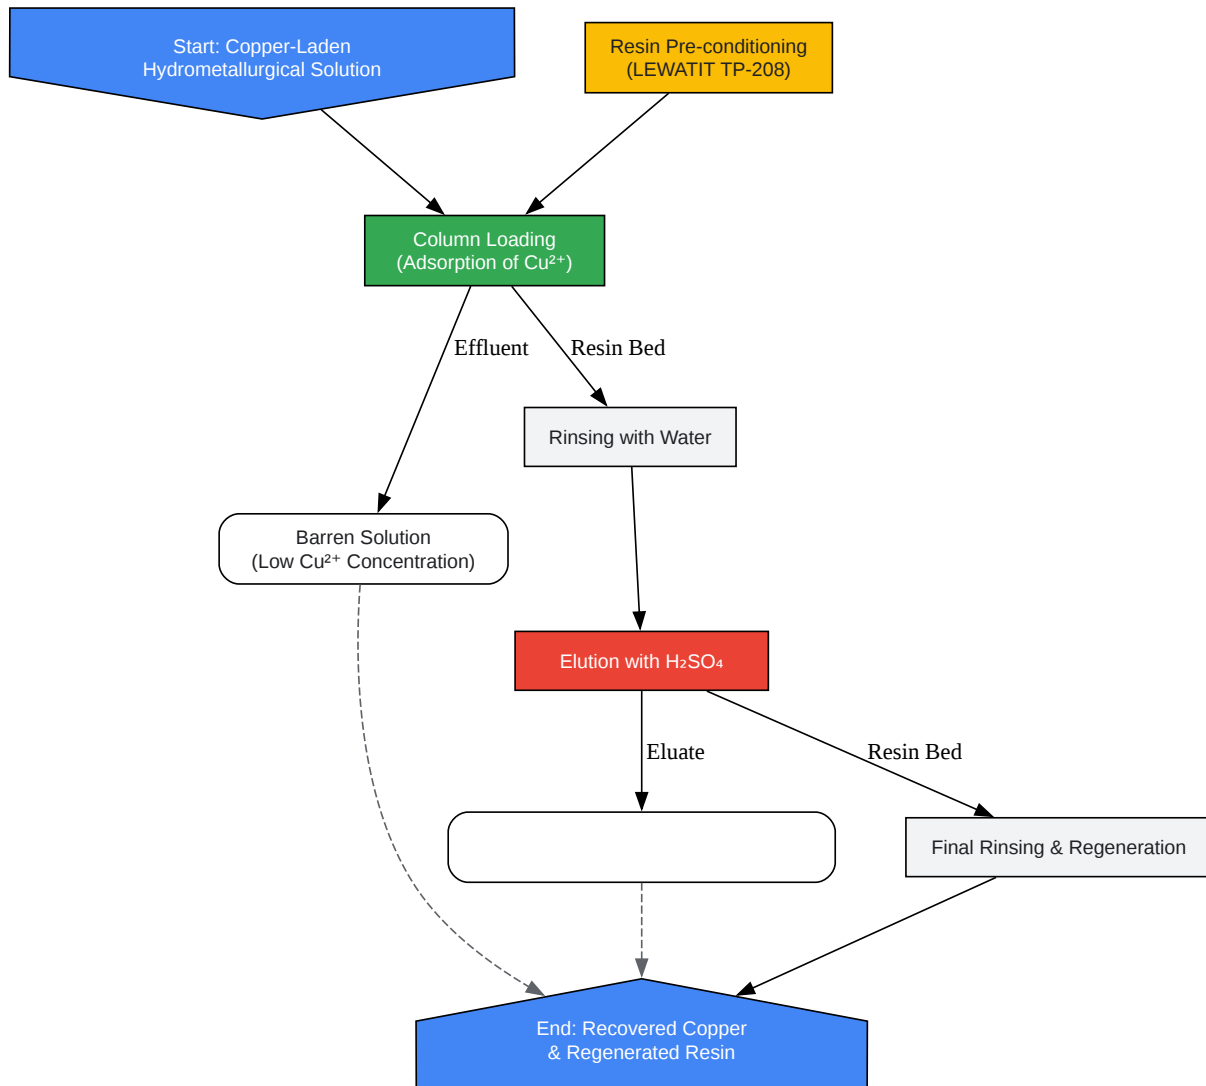 Start: Copper-Laden
Hydrometallurgical Solution
Resin Pre-conditioning
(LEWATIT TP-208)
Column Loading
(Adsorption of Cu²⁺)
Effluent
Resin Bed
Rinsing with Water
Barren Solution
(Low Cu²⁺ Concentration)
Elution with H₂SO₄
Eluate
Resin Bed
Final Rinsing & Regeneration
End: Recovered Copper
& Regenerated Resin